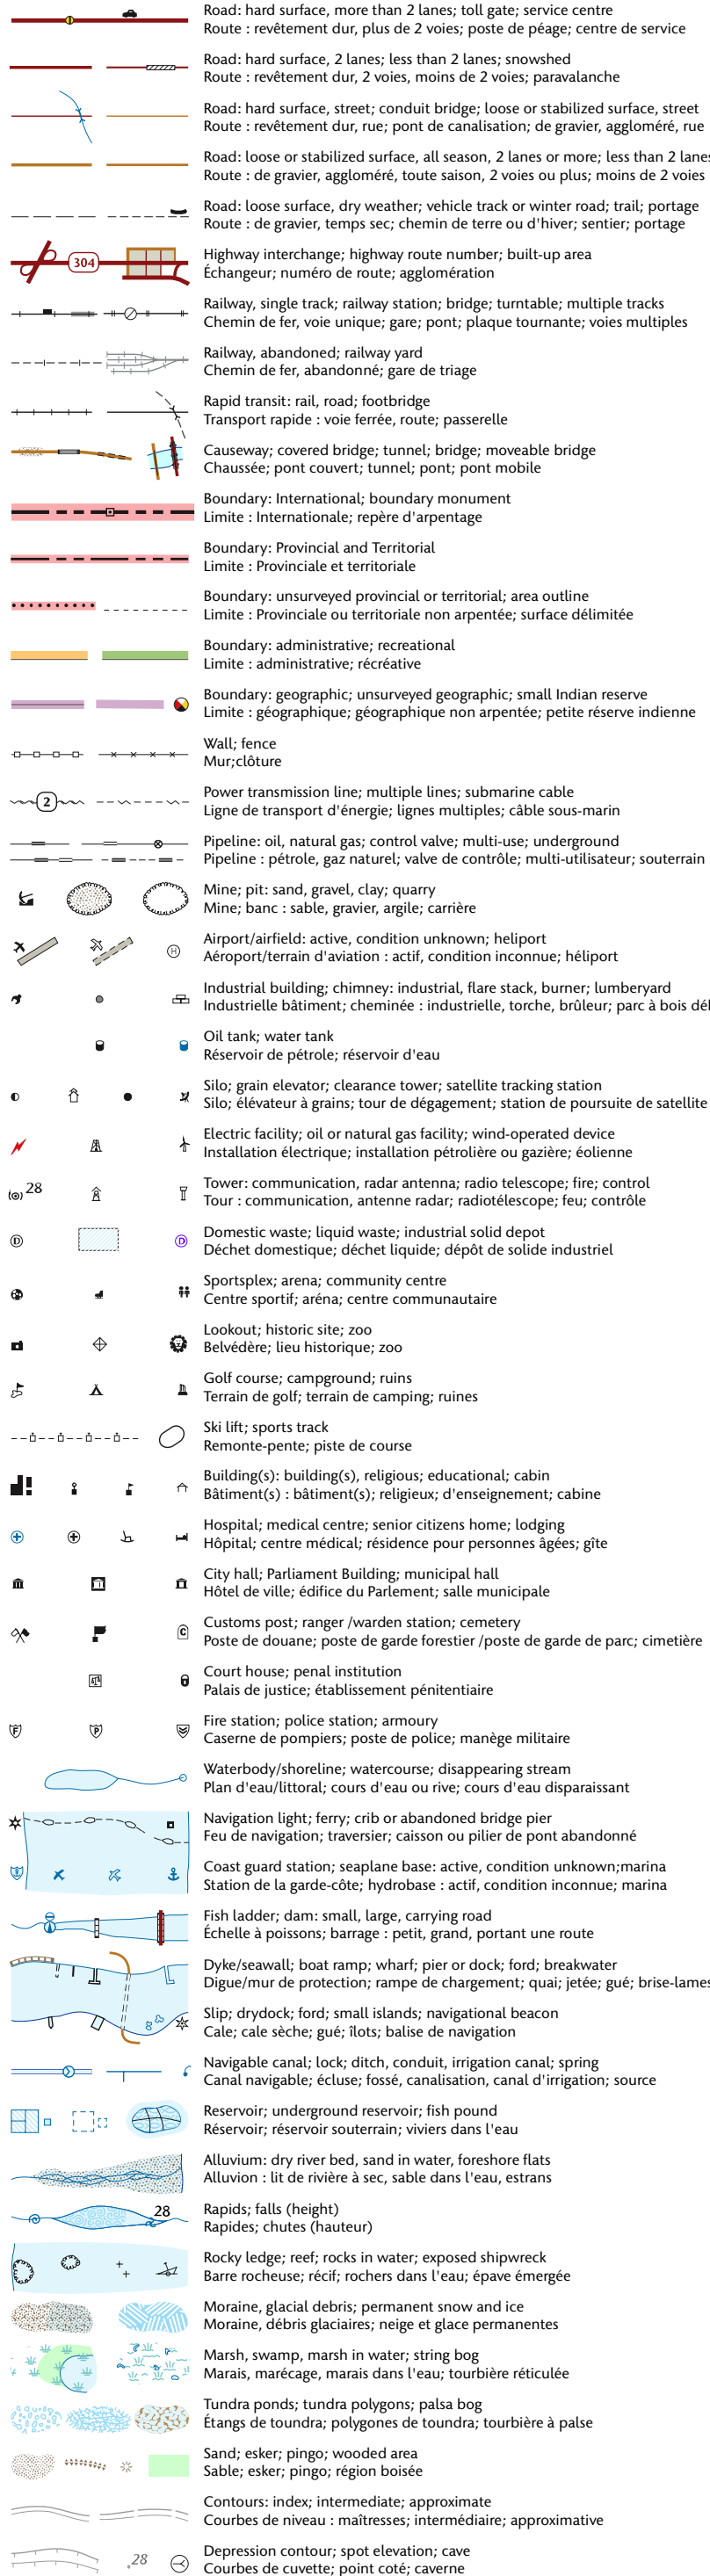 Road: hard surface, more than 2 lanes; toll gate; service centre
Route : revêtement dur, plus de 2 voies; poste de péage; centre de service
Road: hard surface, 2 lanes; less than 2 lanes; snowshed
Route : revêtement dur, 2 voies, moins de 2 voies; paravalanche
Road: hard surface, street; conduit bridge; loose or stabilized surface, street
Route : revêtement dur, rue; pont de canalisation; de gravier, aggloméré, rue
Road: loose or stabilized surface, all season, 2 lanes or more; less than 2 lanes
Route : de gravier, aggloméré, toute saison, 2 voies ou plus; moins de 2 voies
Road: loose surface, dry weather; vehicle track or winter road; trail; portage
Route : de gravier, temps sec; chemin de terre ou d'hiver; sentier; portage
304
Highway interchange; highway route number; built-up area
Échangeur; numéro de route; agglomération
Railway, single track; railway station; bridge; turntable; multiple tracks
Chemin de fer, voie unique; gare; pont; plaque tournante; voies multiples
Railway, abandoned; railway yard
Chemin de fer, abandonné; gare de triage
Rapid transit: rail, road; footbridge
Transport rapide : voie ferrée, route; passerelle
Causeway; covered bridge; tunnel; bridge; moveable bridge
Chaussée; pont couvert; tunnel; pont; pont mobile
Boundary: International; boundary monument
Limite : Internationale; repère d'arpentage
Boundary: Provincial and Territorial
Limite : Provinciale et territoriale
Boundary: unsurveyed provincial or territorial; area outline
Limite : Provinciale ou territoriale non arpentée; surface délimitée
Boundary: administrative; recreational
Limite : administrative; récréative
Boundary: geographic; unsurveyed geographic; small Indian reserve
Limite : géographique; géographique non arpentée; petite réserve indienne
Wall; fence
Mur;clôture
2
Power transmission line; multiple lines; submarine cable
Ligne de transport d'énergie; lignes multiples; câble sous-marin
Pipeline: oil, natural gas; control valve; multi-use; underground
Pipeline : pétrole, gaz naturel; valve de contrôle; multi-utilisateur; souterrain
Mine; pit: sand, gravel, clay; quarry
Mine; banc : sable, gravier, argile; carrière
H
Airport/airfield: active, condition unknown; heliport
Aéroport/terrain d'aviation : actif, condition inconnue; héliport
Industrial building; chimney: industrial, flare stack, burner; lumberyard
Industrielle bâtiment; cheminée : industrielle, torche, brûleur; parc à bois dél
Oil tank; water tank
Réservoir de pétrole; réservoir d'eau
Silo; grain elevator; clearance tower; satellite tracking station
Silo; élévateur à grains; tour de dégagement; station de poursuite de satellite
Electric facility; oil or natural gas facility; wind-operated device
Installation électrique; installation pétrolière ou gazière; éolienne
28
Tower: communication, radar antenna; radio telescope; fire; control
Tour : communication, antenne radar; radiotélescope; feu; contrôle
D D
Domestic waste; liquid waste; industrial solid depot
Déchet domestique; déchet liquide; dépôt de solide industriel
Sportsplex; arena; community centre
Centre sportif; aréna; centre communautaire
Lookout; historic site; zoo
Belvédère; lieu historique; zoo
Golf course; campground; ruins
Terrain de golf; terrain de camping; ruines
Ski lift; sports track
Remonte-pente; piste de course
Building(s): building(s), religious; educational; cabin
Bâtiment(s) : bâtiment(s); religieux; d'enseignement; cabine
Hospital; medical centre; senior citizens home; lodging
Hôpital; centre médical; résidence pour personnes âgées; gîte
City hall; Parliament Building; municipal hall
Hôtel de ville; édifice du Parlement; salle municipale
C
Customs post; ranger /warden station; cemetery
Poste de douane; poste de garde forestier /poste de garde de parc; cimetière
Court house; penal institution
Palais de justice; établissement pénitentiaire
F P
Fire station; police station; armoury
Caserne de pompiers; poste de police; manège militaire
Waterbody/shoreline; watercourse; disappearing stream
Plan d'eau/littoral; cours d'eau ou rive; cours d'eau disparaissant
Navigation light; ferry; crib or abandoned bridge pier
Feu de navigation; traversier; caisson ou pilier de pont abandonné
Coast guard station; seaplane base: active, condition unknown;marina
Station de la garde-côte; hydrobase : actif, condition inconnue; marina
Fish ladder; dam: small, large, carrying road
Échelle à poissons; barrage : petit, grand, portant une route
Dyke/seawall; boat ramp; wharf; pier or dock; ford; breakwater
Digue/mur de protection; rampe de chargement; quai; jetée; gué; brise-lames
Slip; drydock; ford; small islands; navigational beacon
Cale; cale sèche; gué; îlots; balise de navigation
Navigable canal; lock; ditch, conduit, irrigation canal; spring
Canal navigable; écluse; fossé, canalisation, canal d'irrigation; source
Reservoir; underground reservoir; fish pound
Réservoir; réservoir souterrain; viviers dans l'eau
Alluvium: dry river bed, sand in water, foreshore flats
Alluvion : lit de rivière à sec, sable dans l'eau, estrans
28
Rapids; falls (height)
Rapides; chutes (hauteur)
Rocky ledge; reef; rocks in water; exposed shipwreck
Barre rocheuse; récif; rochers dans l'eau; épave émergée
Moraine, glacial debris; permanent snow and ice
Moraine, débris glaciaires; neige et glace permanentes
Marsh, swamp, marsh in water; string bog
Marais, marécage, marais dans l'eau; tourbière réticulée
Tundra ponds; tundra polygons; palsa bog
Étangs de toundra; polygones de toundra; tourbière à palse
Sand; esker; pingo; wooded area
Sable; esker; pingo; région boisée
Contours: index; intermediate; approximate
Courbes de niveau : maîtresses; intermédiaire; approximative
.28
Depression contour; spot elevation; cave
Courbes de cuvette; point coté; caverne